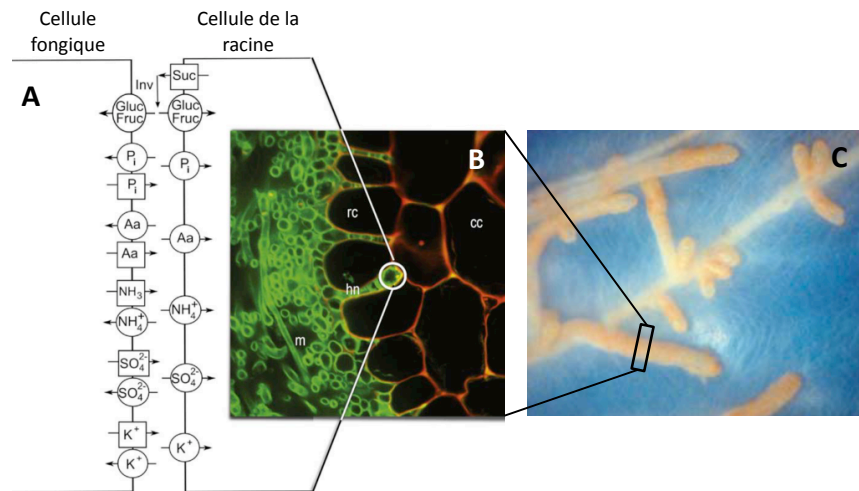 Cellule
fongique
Cellule de la
racine
A
Inv
Suc
Gluc
Fruc
Gluc
Fruc
Pi
Pi
Pi
Aa
Aa
Aa
NH3
NH4+
NH4+
SO42-
SO42-
SO42-
K+
K+
K+
B
rc
cc
hn
m
C